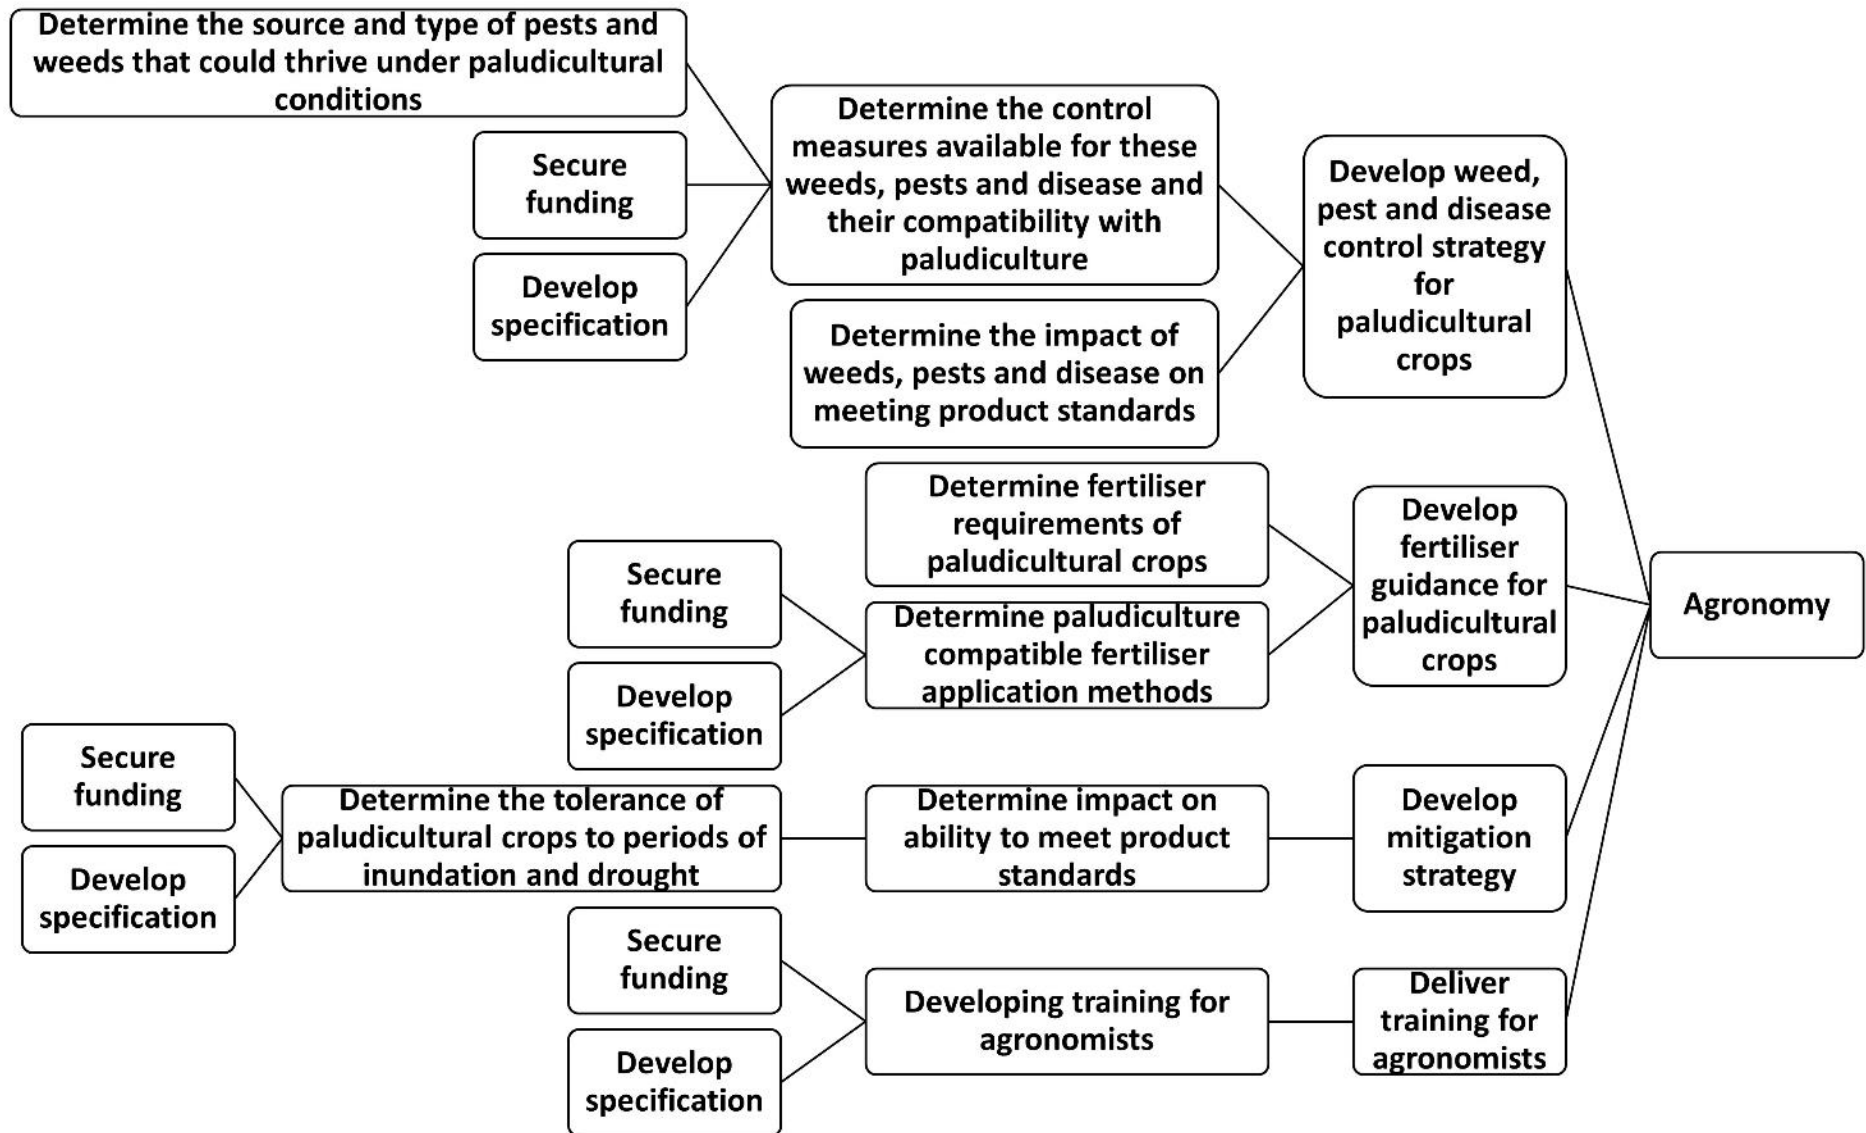 Determine the source and type of pests and
weeds that could thrive under paludicultural
conditions
Secure
funding
Develop
specification
Determine the control
measures available for these
weeds, pests and disease and
their compatibility with
paludiculture
Determine the impact of
weeds, pests and disease on
meeting product standards
Develop weed,
pest and disease
control strategy
for
paludicultural
crops
Determine fertiliser
requirements of
paludicultural crops
Secure
funding
Develop
specification
Determine paludiculture
compatible fertiliser
application methods
Develop
fertiliser
guidance for
paludicultural
crops
Agronomy
Secure
funding
Develop
specification
Determine the tolerance of
paludicultural crops to periods of
inundation and drought
Determine impact on
ability to meet product
standards
Develop
mitigation
strategy
Secure
funding
Develop
specification
Developing training for
agronomists
Deliver
training for
agronomists